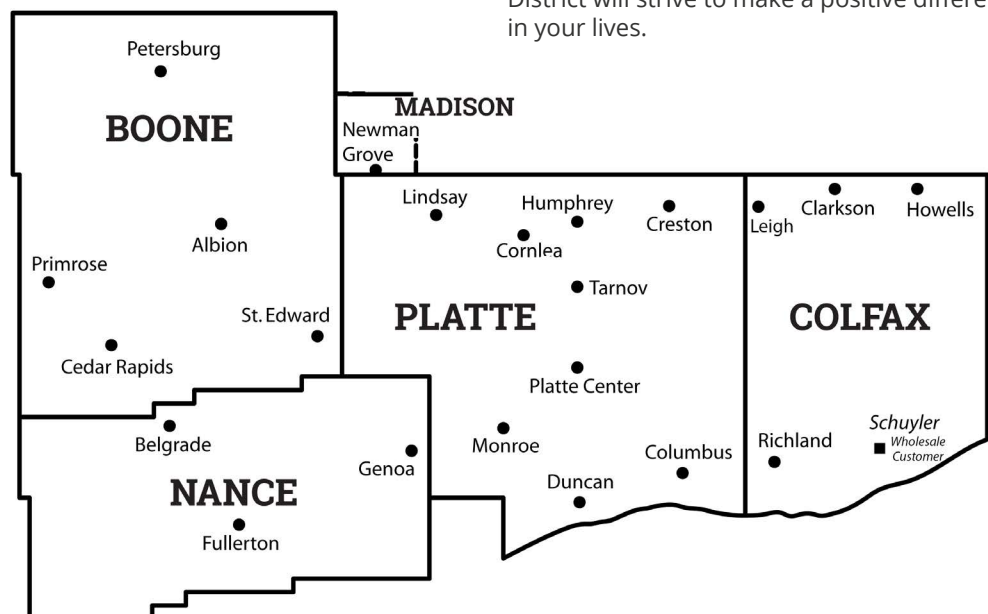 District will strive to make a positive differe
in your lives.
Petersburg
BOONE
MADISON
Newman
Grove
Lindsay
Humphrey
Creston
Leigh
Clarkson
Howells
Cornlea
Albion
Primrose
Tarnov
St. Edward
PLATTE
COLFAX
Cedar Rapids
Platte Center
Belgrade
Genoa
Monroe
Columbus
Richland
Schuyler
Wholesale
Customer
NANCE
Duncan
Fullerton